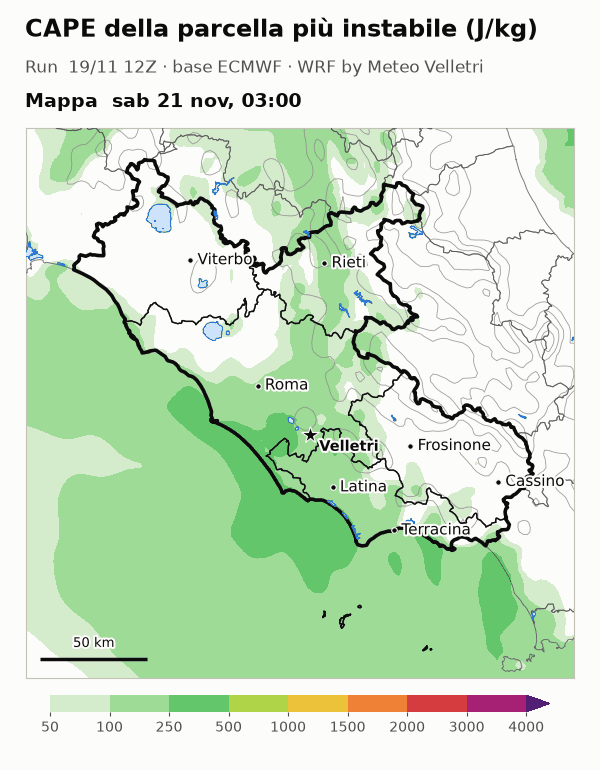 CAPE della parcella più instabile (J/kg)
Run  19/11 12Z · base ECMWF · WRF by Meteo Velletri
Mappa  sab 21 nov, 03:00
Viterbo
Rieti
Roma
Velletri
Frosinone
Latina
Cassino
Terracina
50 km
50 100 250 500 1000 1500 2000 3000 4000